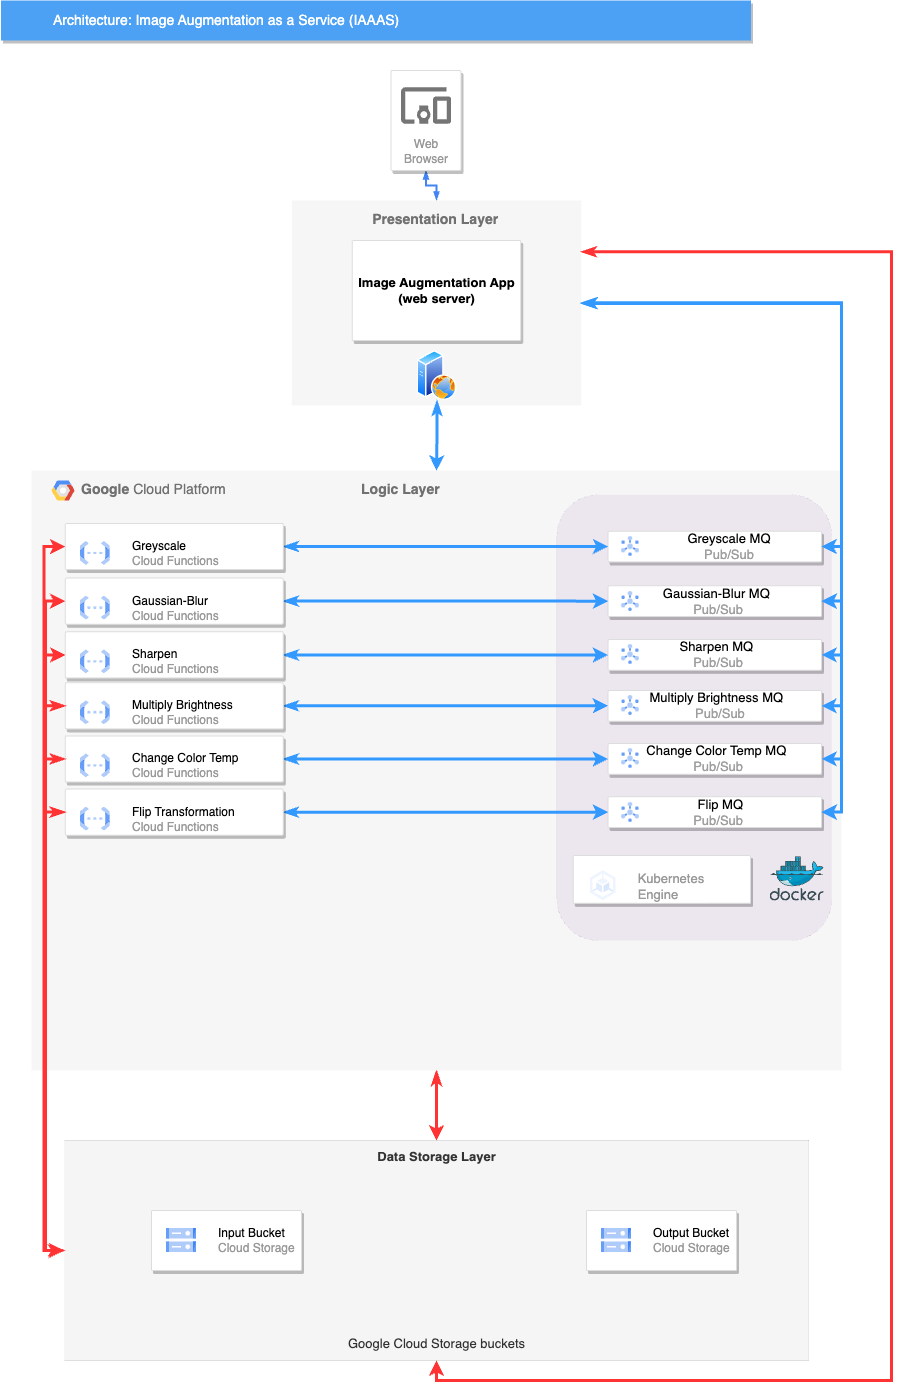 Architecture: Image Augmentation as a Service (IAAAS)
Web
Browser
Presentation Layer
Image Augmentation App
(web server)
Google Cloud Platform
Logic Layer
Greyscale
Cloud Functions
Greyscale MQ
Pub/Sub
Gaussian-Blur
Cloud Functions
Gaussian-Blur MQ
Pub/Sub
Sharpen
Cloud Functions
Sharpen MQ
Pub/Sub
Multiply Brightness
Cloud Functions
Multiply Brightness MQ
Pub/Sub
Change Color Temp
Cloud Functions
Change Color Temp MQ
Pub/Sub
Flip Transformation
Cloud Functions
Flip MQ
Pub/Sub
Kubernetes
Engine
docker
Data Storage Layer
Input Bucket
Cloud Storage
Output Bucket
Cloud Storage
Google Cloud Storage buckets